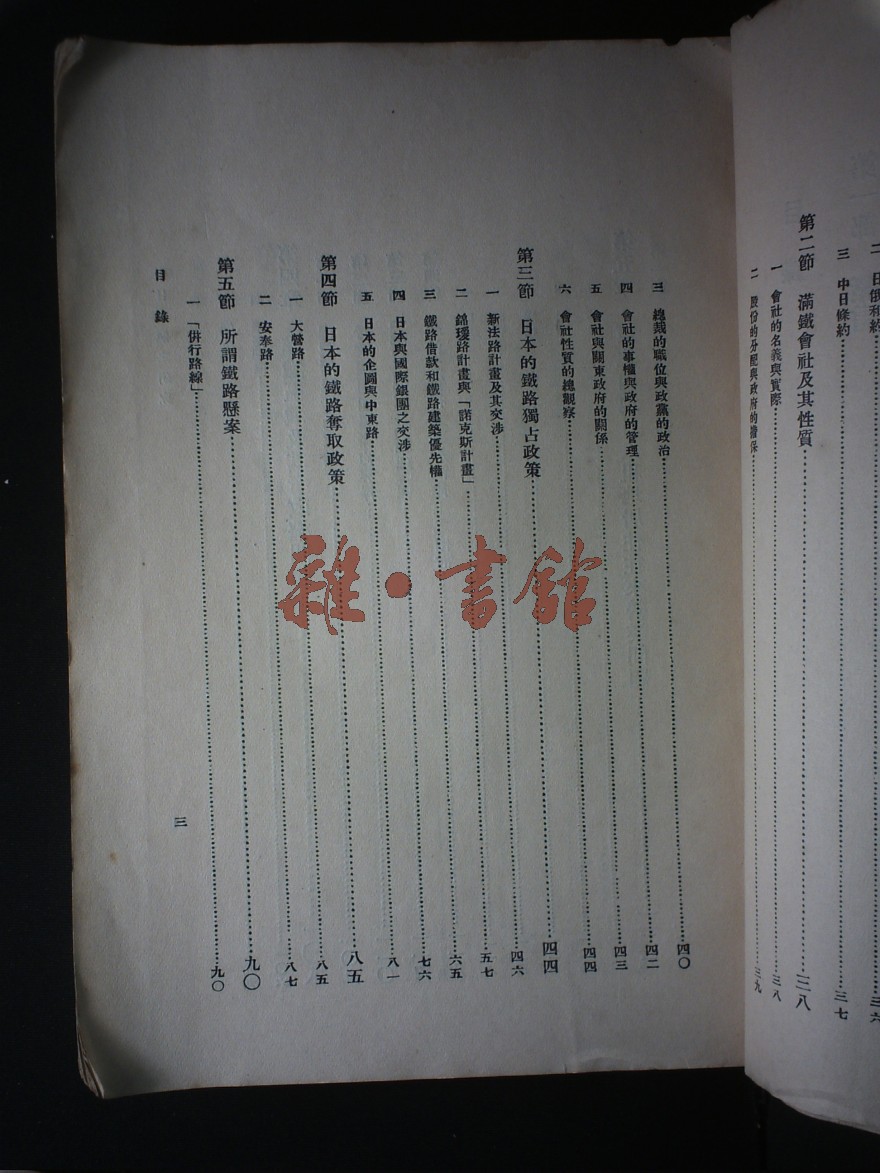 二 日俄和約……三六
三 中日條約……三七
第二節 滿鐵會社及其性質……三八
一 會社的名義與實際……三八
二 股份的分配與政府的擔保……三九
三 總裁的職位與政黨的政治……四〇
四 會社的事權與政府的管理……四二
五 會社與關東政府的關係……四三
六 會社性質的總觀察……四四
第三節 日本的鐵路獨占政策……四四
一 新法路計畫及其交涉……四六
二 錦璦路計畫與「諾克斯計畫」……五七
三 鐵路借款和鐵路建築優先權……六五
四 日本與國際銀團之交涉……七六
五 日本的企圖與中東路……八一
第四節 日本的鐵路奪取政策……八五
一 大營路……八五
二 安奉路……八七
第五節 所謂鐵路懸案……九〇
一 「併行路線」……九〇
目錄
三
雜·書館